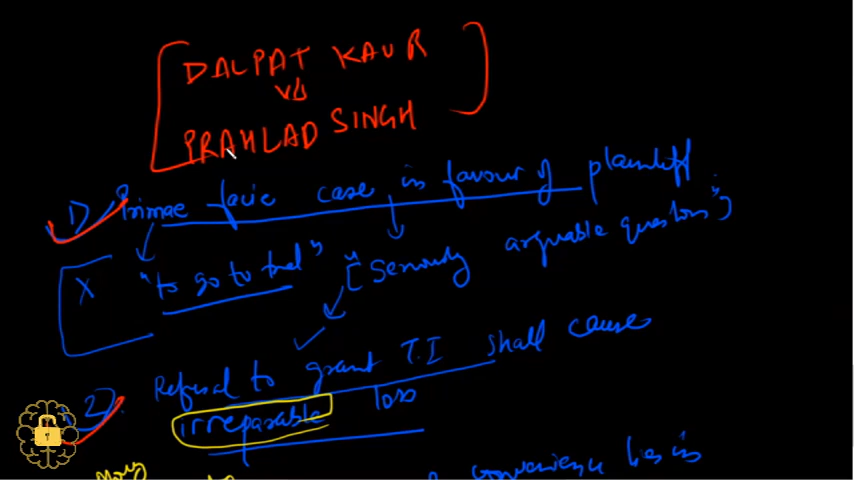 DALPAT KAUR
VS
PRAHLAD SINGH
1) Primae facie case in favour of plaintiff
X "to go to trial" ["Seriously arguable questions")
2). Refusal to grant T.I shall cause
irreparable loss
convenience lies in